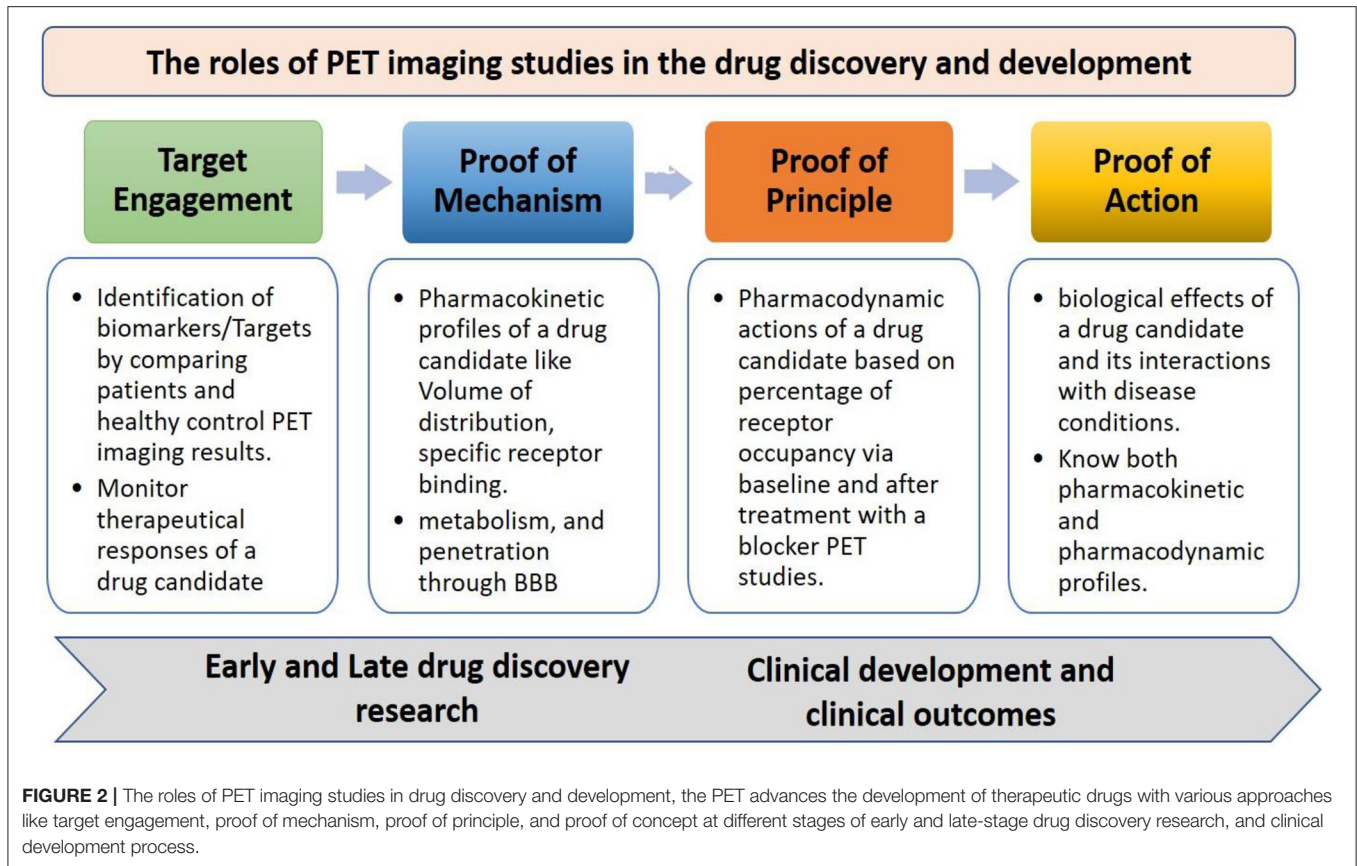 The roles of PET imaging studies in the drug discovery and development
Target
Engagement
Proof of
Mechanism
Proof of
Principle
Proof of
Action
• Identification of
biomarkers/Targets
by comparing
patients and
healthy control PET
imaging results.
• Monitor
therapeutical
responses of a
drug candidate
• Pharmacokinetic
profiles of a drug
candidate like
Volume of
distribution,
specific receptor
binding.
• metabolism, and
penetration
through BBB
• Pharmacodynamic
actions of a drug
candidate based on
percentage of
receptor
occupancy via
baseline and after
treatment with a
blocker PET
studies.
• biological effects of
a drug candidate
and its interactions
with disease
conditions.
• Know both
pharmacokinetic
and
pharmacodynamic
profiles.
Early and Late drug discovery
research
Clinical development and
clinical outcomes
FIGURE 2 | The roles of PET imaging studies in drug discovery and development, the PET advances the development of therapeutic drugs with various approaches
like target engagement, proof of mechanism, proof of principle, and proof of concept at different stages of early and late-stage drug discovery research, and clinical
development process.